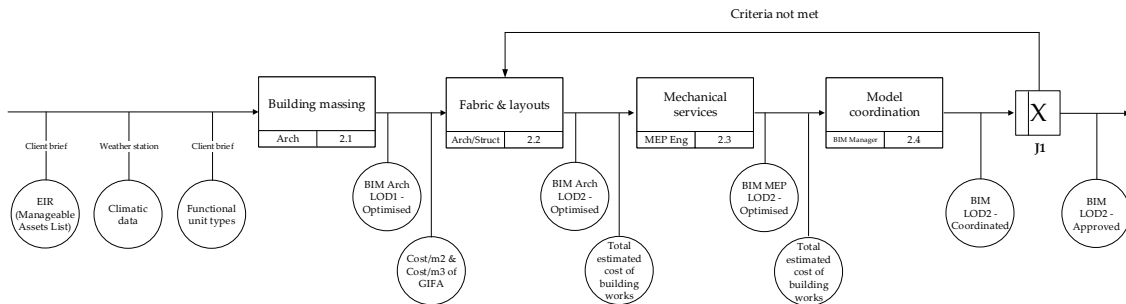 Criteria not met
Building massing
Arch
2.1
Fabric & layouts
Arch/Struct
2.2
Mechanical
services
MEP Eng
2.3
Model
coordination
BIM Manager
2.4
X
J1
Client brief
Weather station
Client brief
EIR
(Manageable
Assets List)
Climatic
data
Functional
unit types
BIM Arch
LOD1 -
Optimised
Cost/m2 &
Cost/m3 of
GIFA
BIM Arch
LOD2 -
Optimised
Total
estimated
cost of
building
works
BIM MEP
LOD2 -
Optimised
Total
estimated
cost of
building
works
BIM
LOD2 -
Coordinated
BIM
LOD2 -
Approved